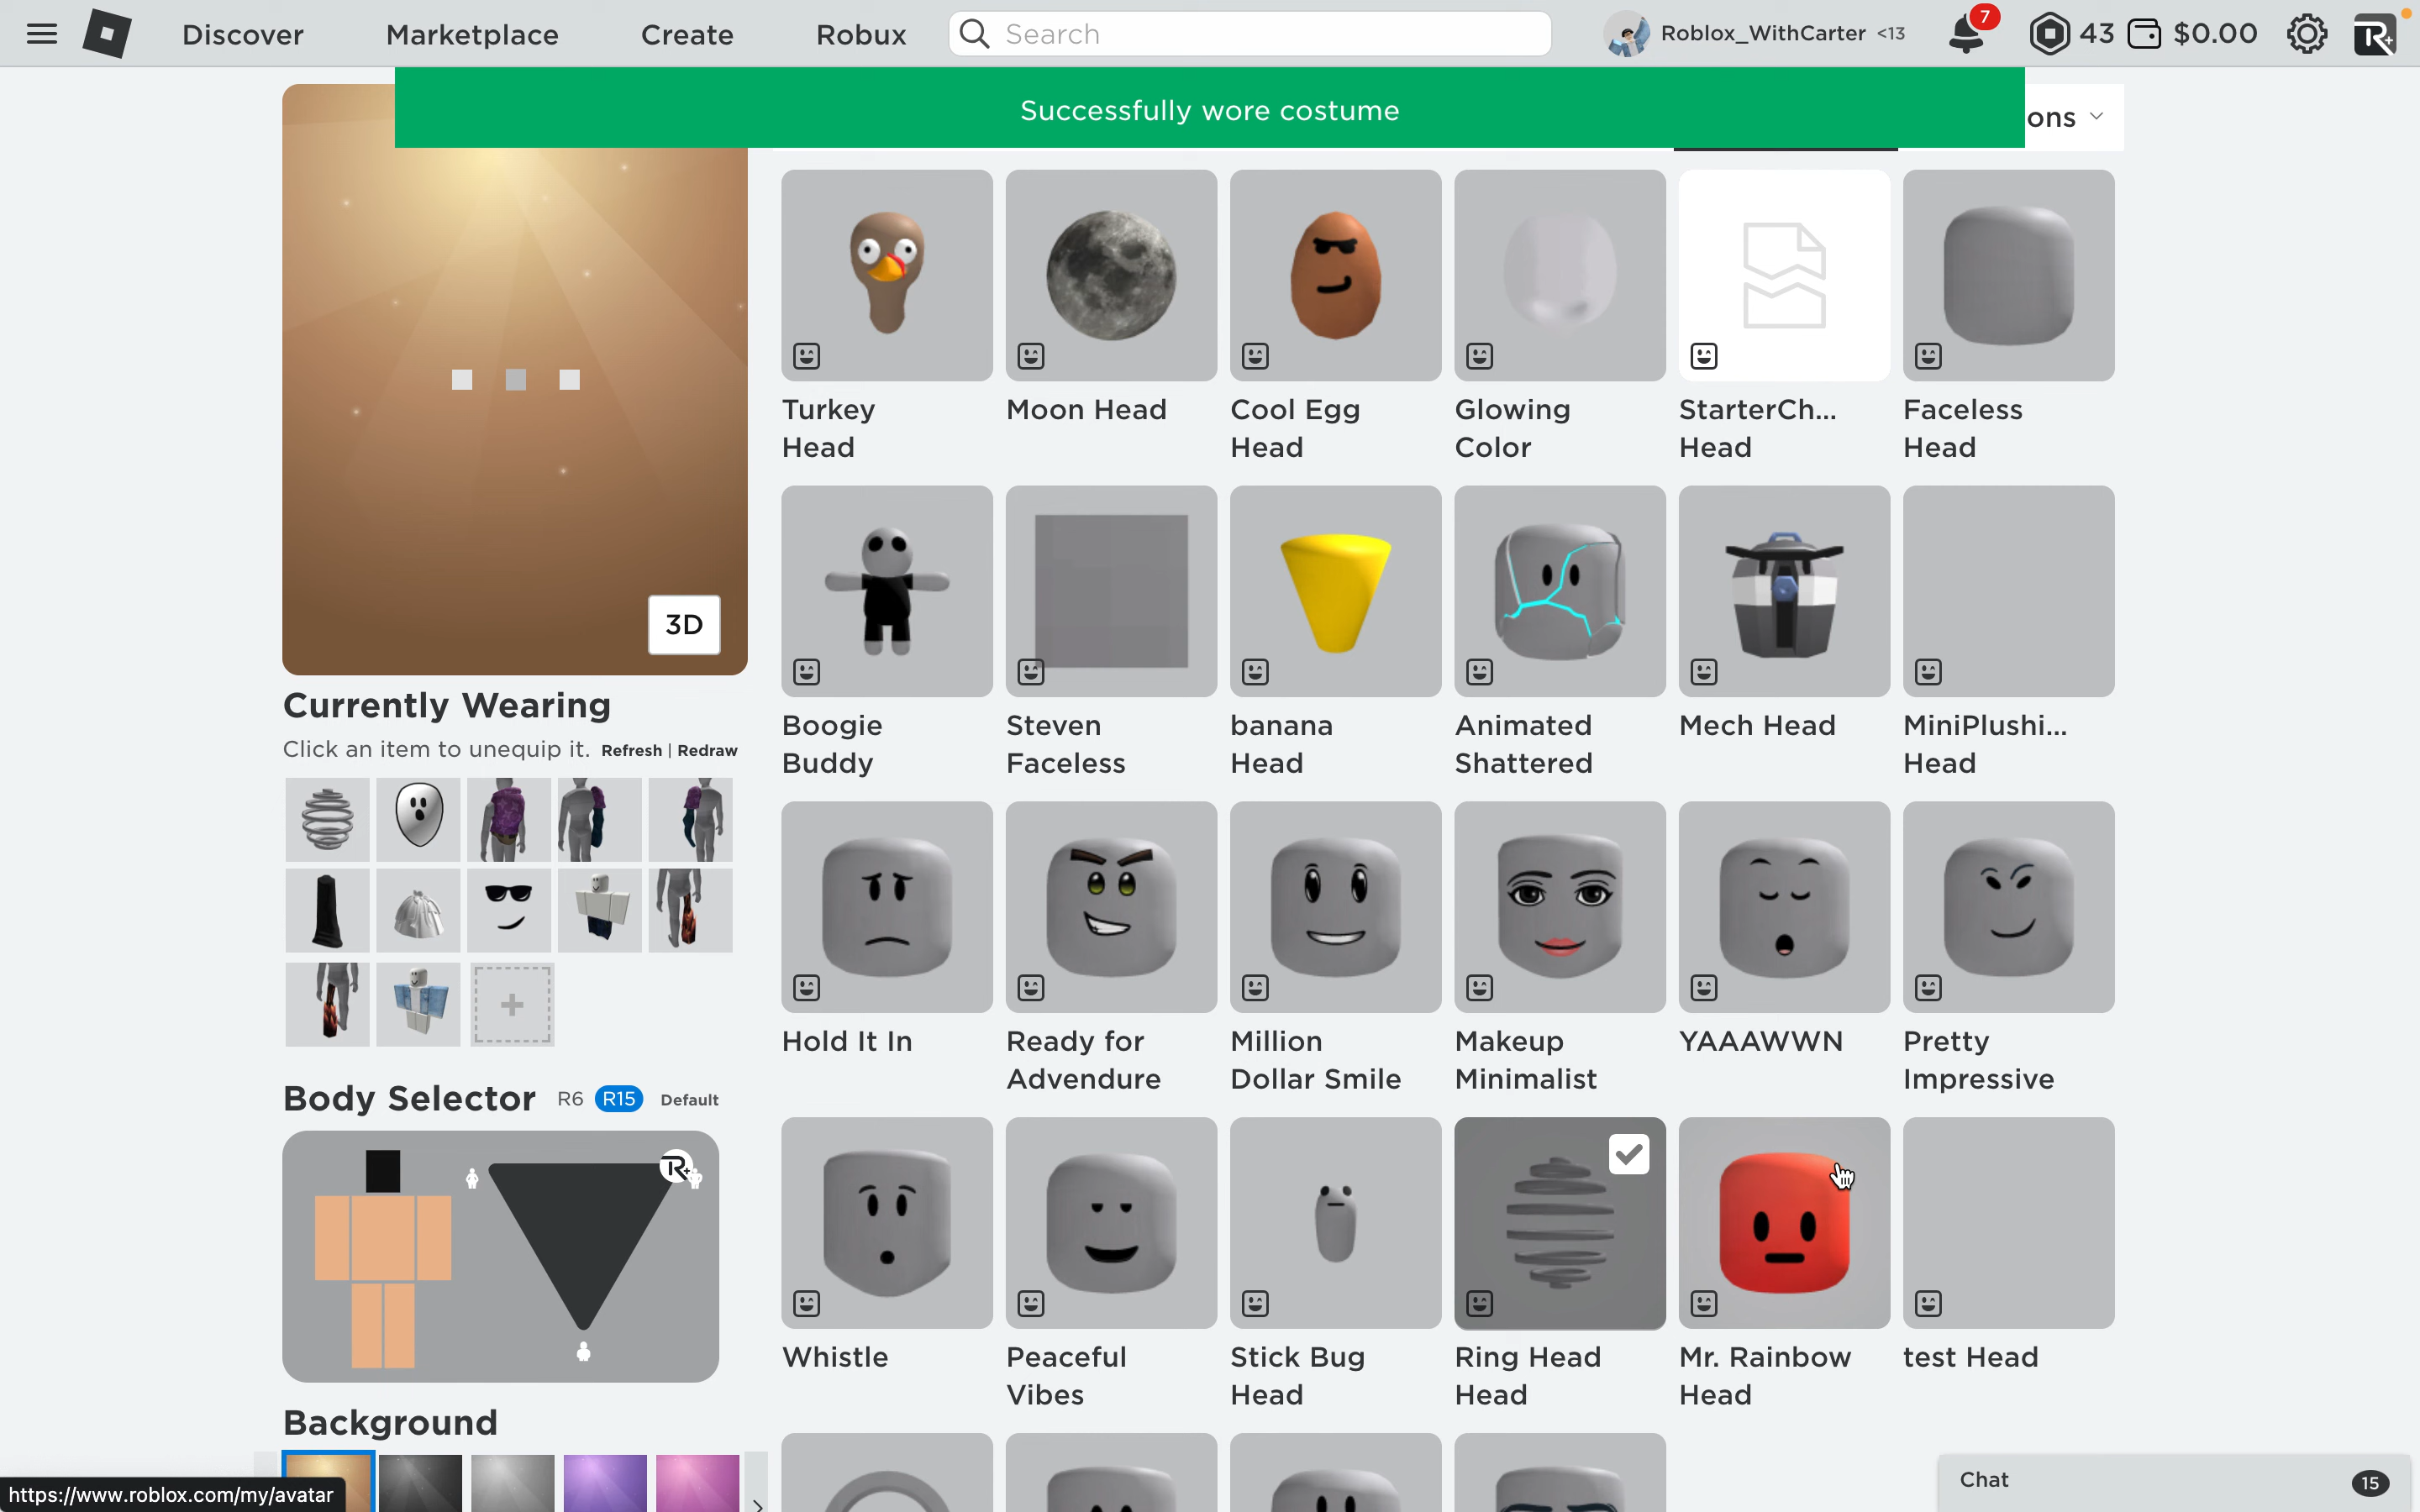 Discover
Marketplace
Create
Robux
Search
Roblox_WithCarter <13
7
43
$0.00
R+
Successfully wore costume
ons
3D
Turkey
Head
Moon Head
Cool Egg
Head
Glowing
Color
StarterCh...
Head
Faceless
Head
Boogie
Buddy
Steven
Faceless
banana
Head
Animated
Shattered
Mech Head
MiniPlushi...
Head
Currently Wearing
Click an item to unequip it. Refresh | Redraw
Hold It In
Ready for
Advendure
Million
Dollar Smile
Makeup
Minimalist
YAAAWWN
Pretty
Impressive
Body Selector R6 R15 Default
R+
Whistle
Peaceful
Vibes
Stick Bug
Head
Ring Head
Head
Mr. Rainbow
Head
test Head
Background
https://www.roblox.com/my/avatar
Chat
15